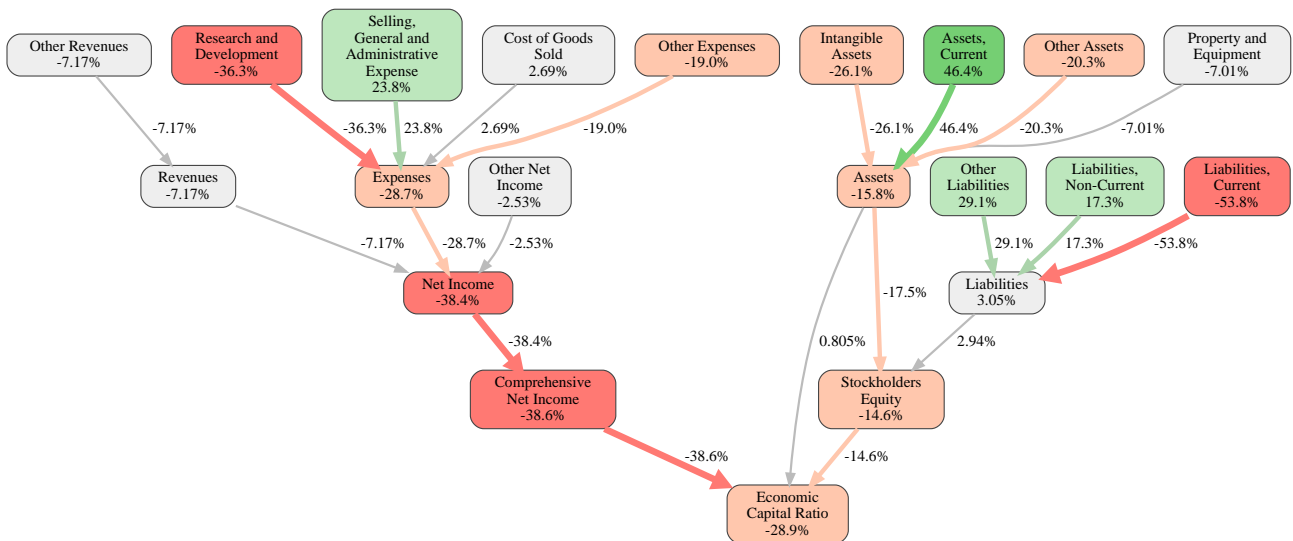 Other Revenues
-7.17%
Research and
Development
-36.3%
Selling,
General and
Administrative
Expense
23.8%
Cost of Goods
Sold
2.69%
Other Expenses
-19.0%
Intangible
Assets
-26.1%
Assets,
Current
46.4%
Other Assets
-20.3%
Property and
Equipment
-7.01%
-7.17%
-36.3%
23.8%
2.69%
-19.0%
-26.1%
46.4%
-20.3%
-7.01%
Revenues
-7.17%
Expenses
-28.7%
Other Net
Income
-2.53%
Assets
-15.8%
Other
Liabilities
29.1%
Liabilities,
Non-Current
17.3%
Liabilities,
Current
-53.8%
-7.17%
-28.7%
-2.53%
29.1%
17.3%
-53.8%
Net Income
-38.4%
-17.5%
Liabilities
3.05%
-38.4%
0.805%
2.94%
Comprehensive
Net Income
-38.6%
Stockholders
Equity
-14.6%
-38.6%
-14.6%
Economic
Capital Ratio
-28.9%